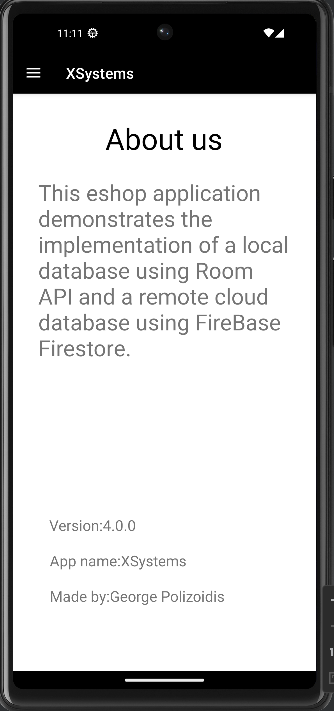 11:11
XSystems
About us
This eshop application
demonstrates the
implementation of a local
database using Room
API and a remote cloud
database using FireBase
Firestore.
Version:4.0.0
App name:XSystems
Made by:George Polizoidis